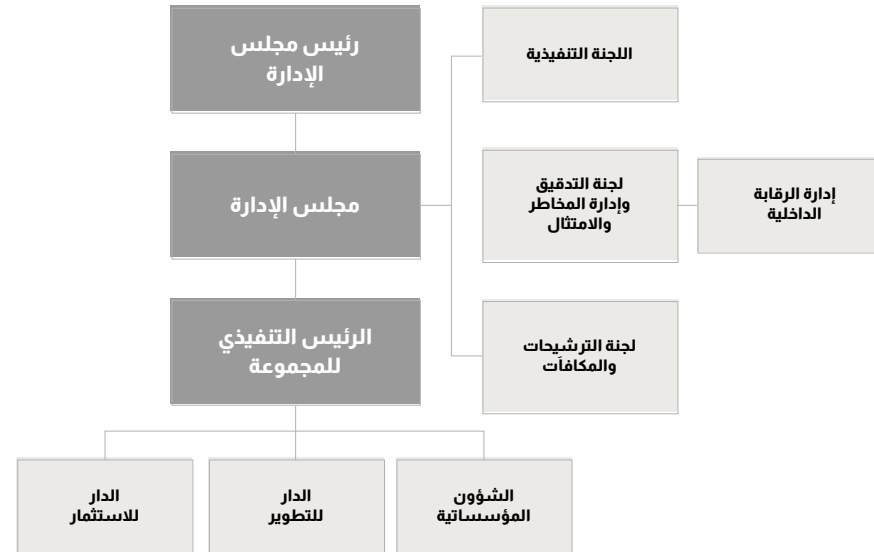 رئيس مجلس
الإدارة
اللجنة التنفيذية
مجلس الإدارة
لجنة التدقيق
وإدارة المخاطر
والامتثال
إدارة الرقابة
الداخلية
الرئيس التنفيذي
للمجموعة
لجنة الترشيحات
والمكافآت
الشؤون
المؤسساتية
الدار
للتطوير
الدار
للاستثمار